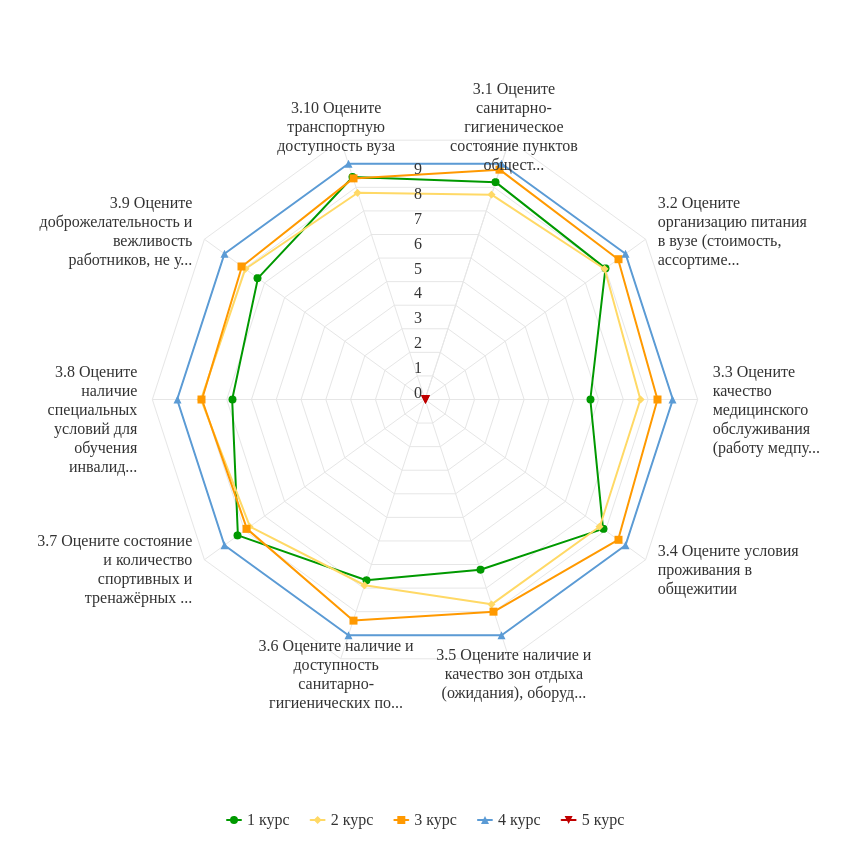 3.1 Оцените
санитарно-
гигиеническое
состояние пунктов
общест...
3.2 Оцените
организацию питания
в вузе (стоимость,
ассортиме...
3.3 Оцените
качество
медицинского
обслуживания
(работу медпу...
3.4 Оцените условия
проживания в
общежитии
3.5 Оцените наличие и
качество зон отдыха
(ожидания), оборуд...
3.6 Оцените наличие и
доступность
санитарно-
гигиенических по...
3.7 Оцените состояние
и количество
спортивных и
тренажёрных ...
3.8 Оцените
наличие
специальных
условий для
обучения
инвалид...
3.9 Оцените
доброжелательность и
вежливость
работников, не у...
3.10 Оцените
транспортную
доступность вуза
9
8
7
6
5
4
3
2
1
0
1 курс 2 курс 3 курс 4 курс 5 курс